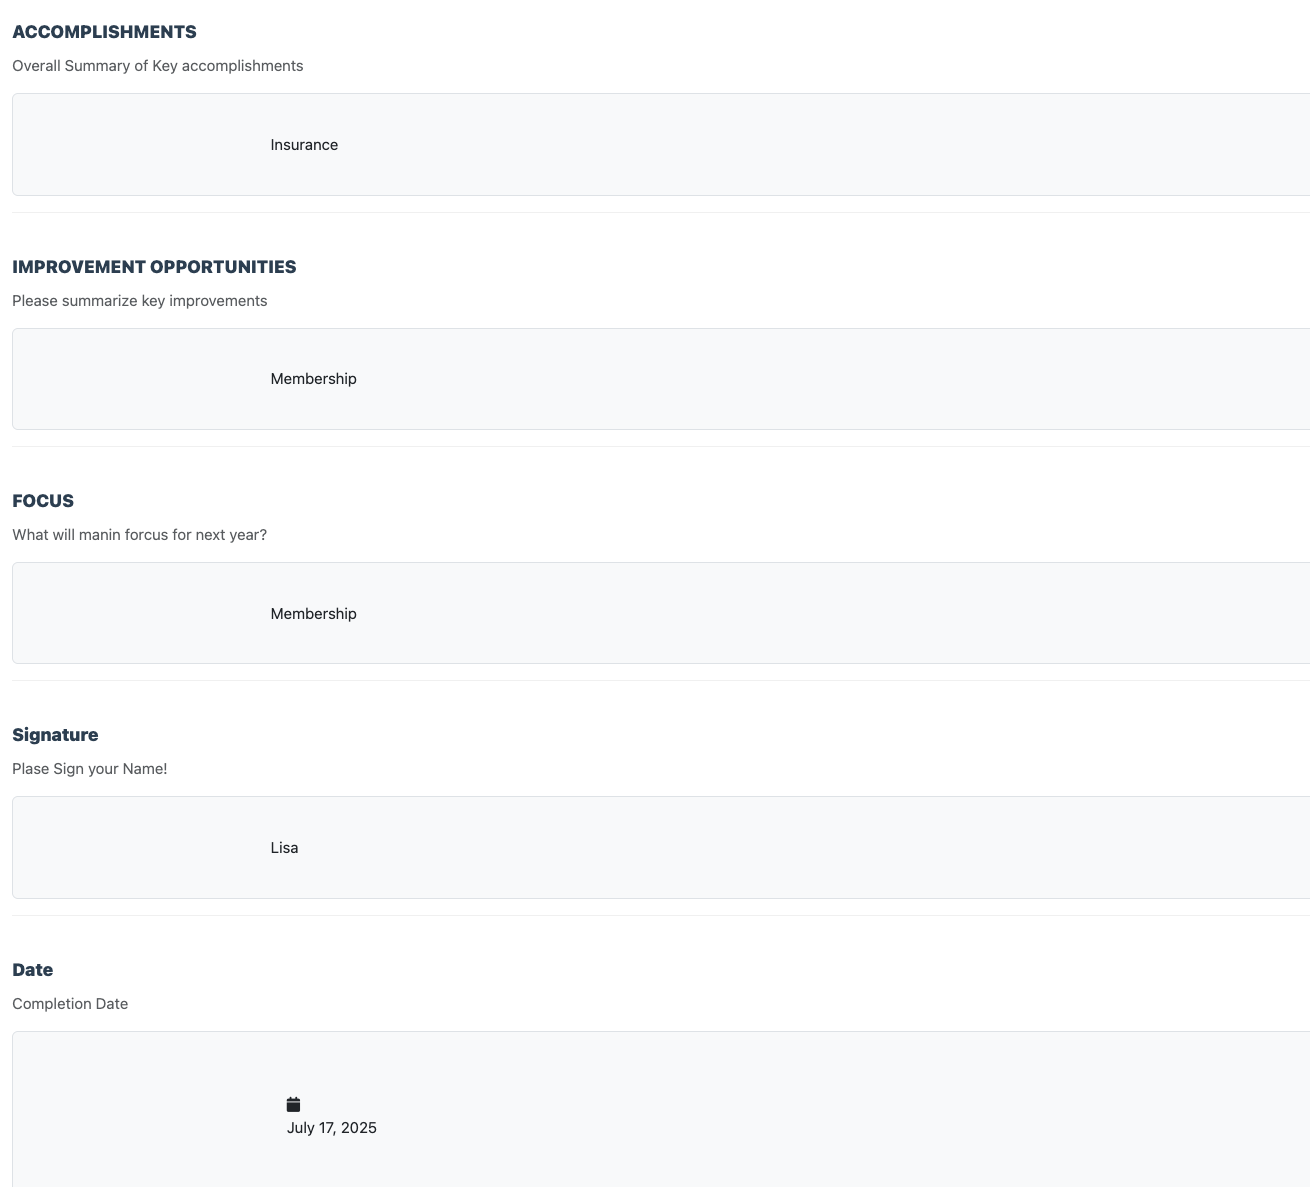 ACCOMPLISHMENTS
Overall Summary of Key accomplishments
Insurance
IMPROVEMENT OPPORTUNITIES
Please summarize key improvements
Membership
FOCUS
What will manin forcus for next year?
Membership
Signature
Plase Sign your Name!
Lisa
Date
Completion Date
July 17, 2025